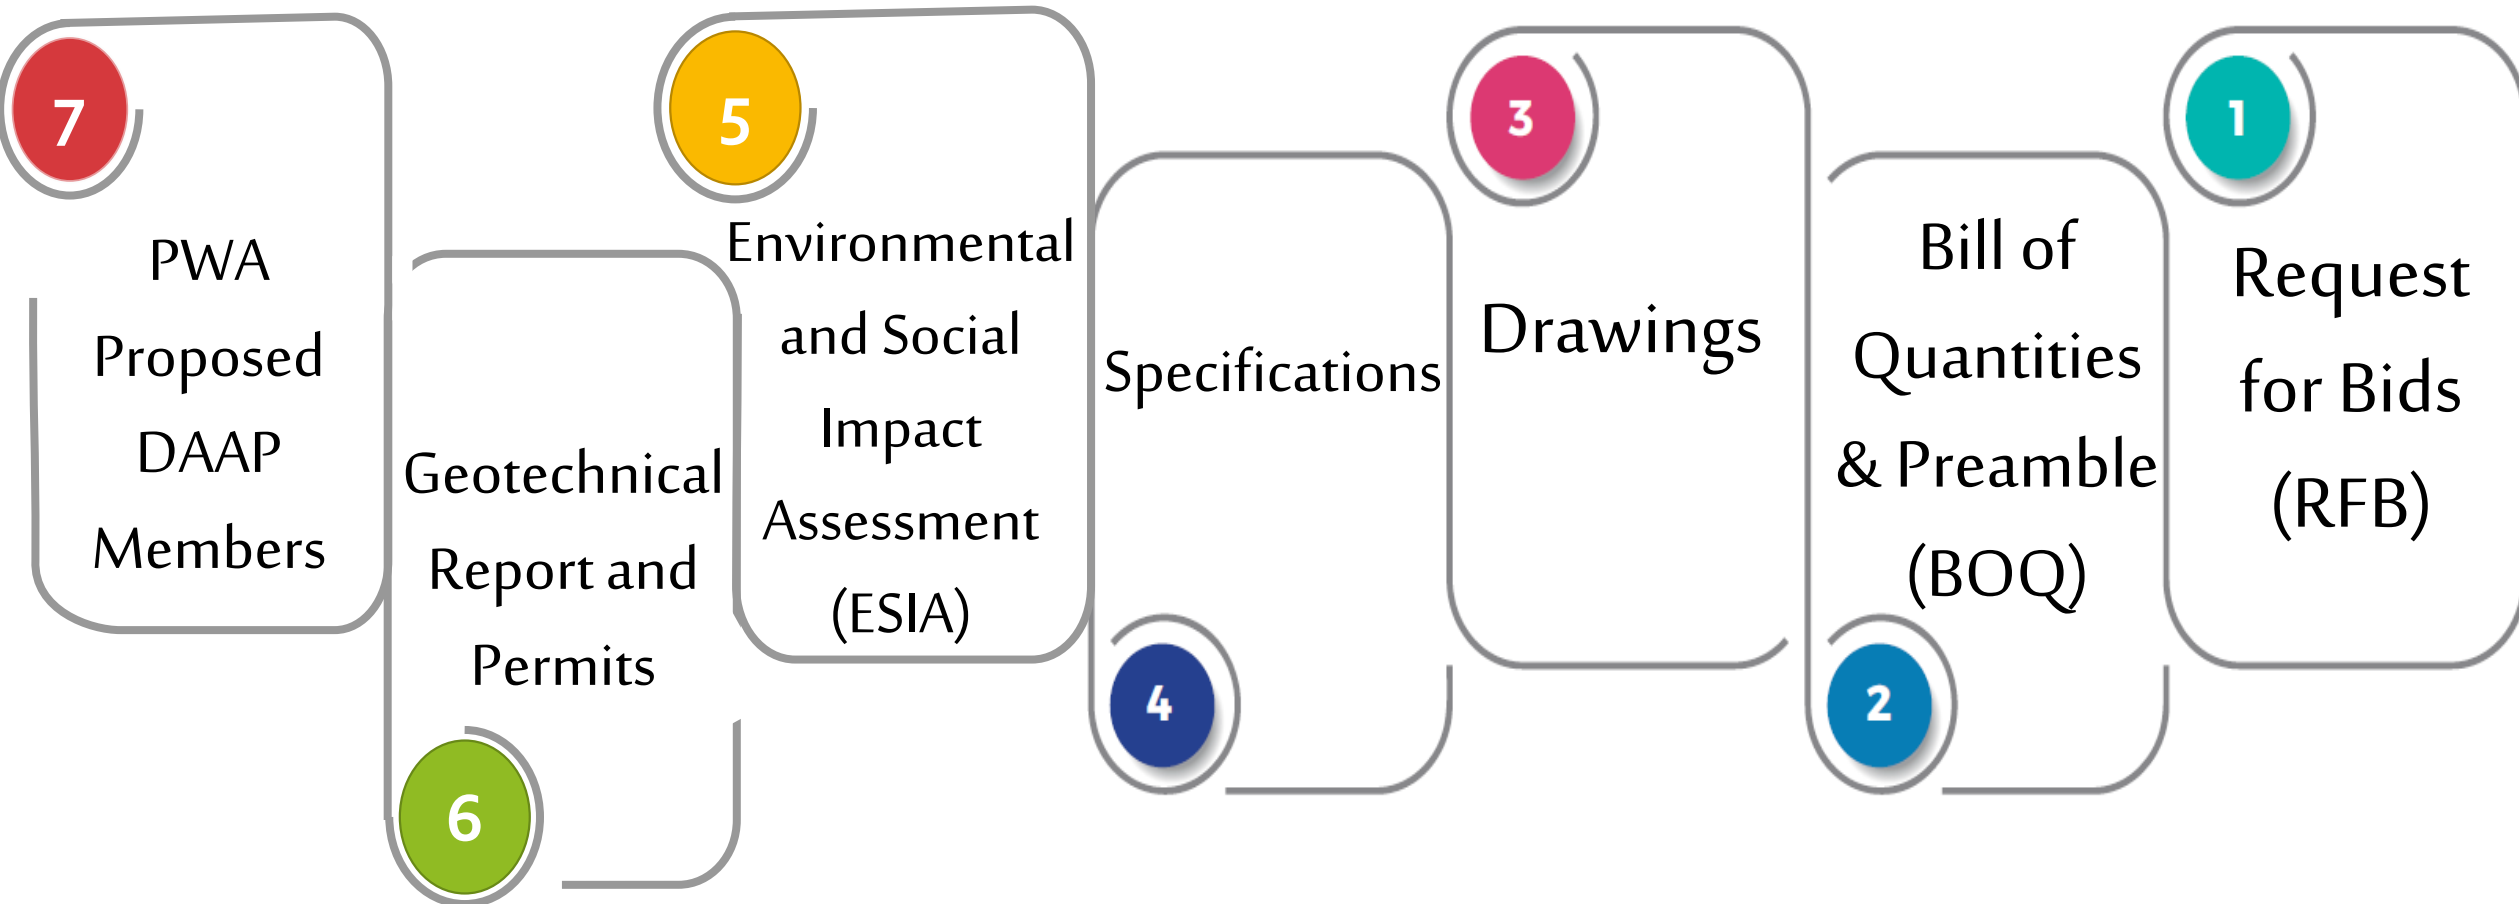 1
Request
for Bids
(RFB)
2
Bill of
Quantities
& Preamble
(BOQ)
3
Drawings
4
Specifications
5
Environmental
and Social
Impact
Assessment
(ESIA)
6
Geotechnical
Report and
Permits
7
PWA
Proposed
DAAP
Members